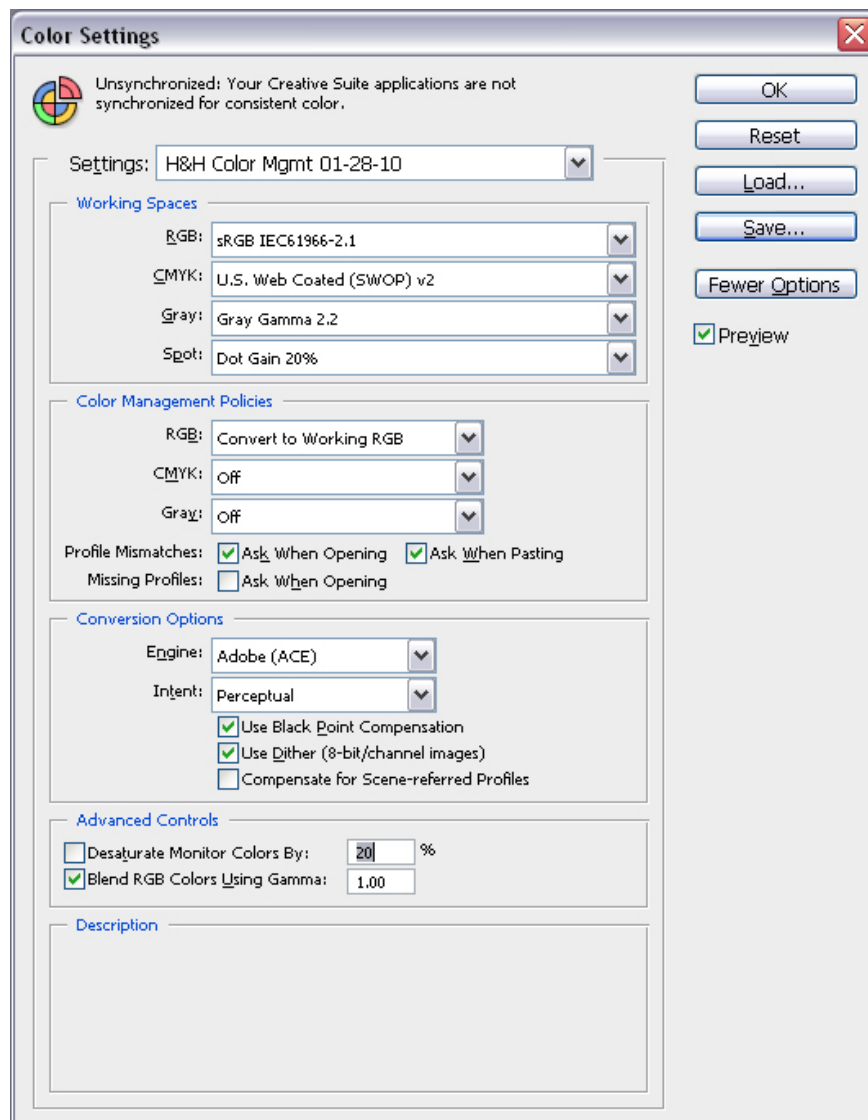 Color Settings
Unsynchronized: Your Creative Suite applications are not
synchronized for consistent color.
OK
Reset
Load...
Save...
Fewer Options
Preview
Settings: H&H Color Mgmt 01-28-10
Working Spaces
RGB: sRGB IEC61966-2.1
CMYK: U.S. Web Coated (SWOP) v2
Gray: Gray Gamma 2.2
Spot: Dot Gain 20%
Color Management Policies
RGB: Convert to Working RGB
CMYK: Off
Gray: Off
Profile Mismatches: Ask When Opening Ask When Pasting
Missing Profiles: Ask When Opening
Conversion Options
Engine: Adobe (ACE)
Intent: Perceptual
Use Black Point Compensation
Use Dither (8-bit/channel images)
Compensate for Scene-referred Profiles
Advanced Controls
Desaturate Monitor Colors By: 20 %
Blend RGB Colors Using Gamma: 1.00
Description